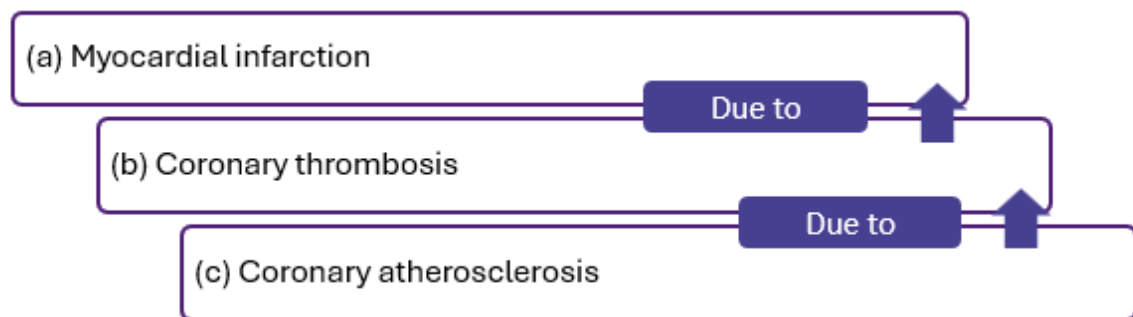 (a) Myocardial infarction
Due to
(b) Coronary thrombosis
Due to
(c) Coronary atherosclerosis